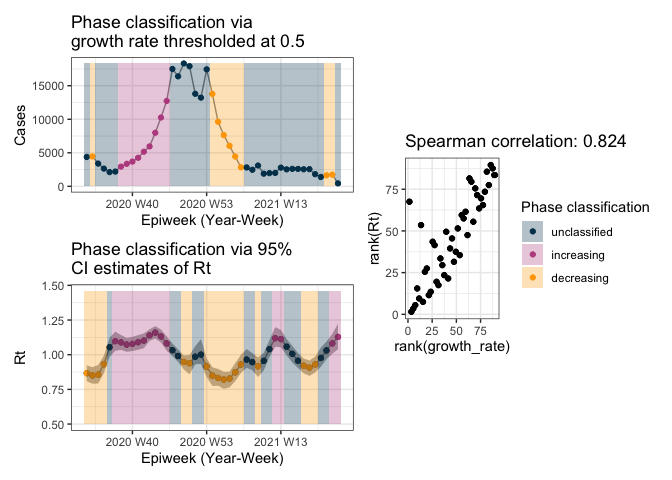 Phase classification via
growth rate thresholded at 0.5
Cases
15000
10000
5000
0
2020 W40
2020 W53
2021 W13
Epiweek (Year-Week)
Phase classification via 95%
CI estimates of Rt
Rt
1.50
1.25
1.00
0.75
0.50
2020 W40
2020 W53
2021 W13
Epiweek (Year-Week)
Spearman correlation: 0.824
rank(Rt)
75
50
25
0
0
25
50
75
rank(growth_rate)
Phase classification
unclassified
increasing
decreasing